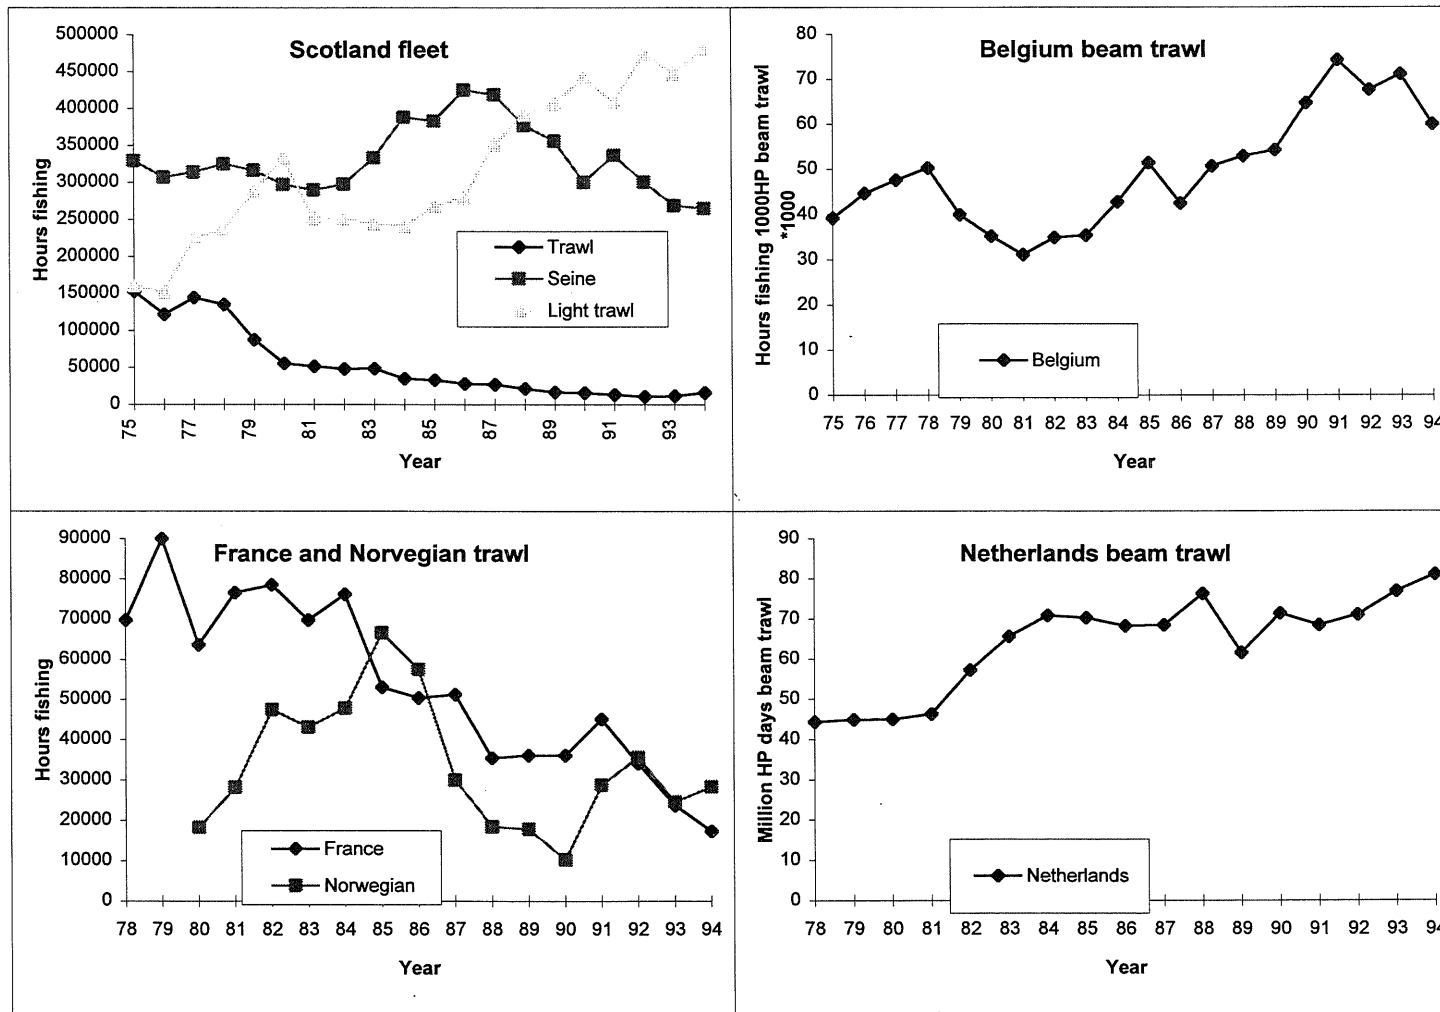 Scotland fleet
500000
450000
400000
350000
300000
250000
200000
150000
100000
50000
0
Hours fishing
Trawl
Seine
Light trawl
75 77 79 81 83 85 87 89 91 93
Year
Belgium beam trawl
80
70
60
50
40
30
20
10
0
Hours fishing 1000HP beam trawl
*1000
Belgium
75 76 77 78 79 80 81 82 83 84 85 86 87 88 89 90 91 92 93 94
Year
France and Norvegian trawl
90000
80000
70000
60000
50000
40000
30000
20000
10000
0
Hours fishing
France
Norwegian
78 79 80 81 82 83 84 85 86 87 88 89 90 91 92 93 94
Year
Netherlands beam trawl
90
80
70
60
50
40
30
20
10
0
Million HP days beam trawl
Netherlands
78 79 80 81 82 83 84 85 86 87 88 89 90 91 92 93 94
Year